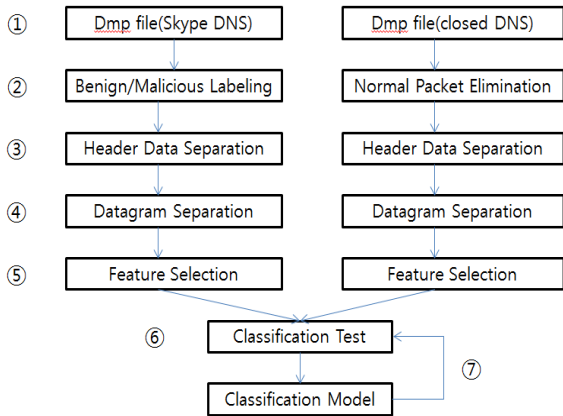 ① Dmp file(Skype DNS) Dmp file(closed DNS)
② Benign/Malicious Labeling Normal Packet Elimination
③ Header Data Separation Header Data Separation
④ Datagram Separation Datagram Separation
⑤ Feature Selection Feature Selection
⑥ Classification Test
⑦
Classification Model